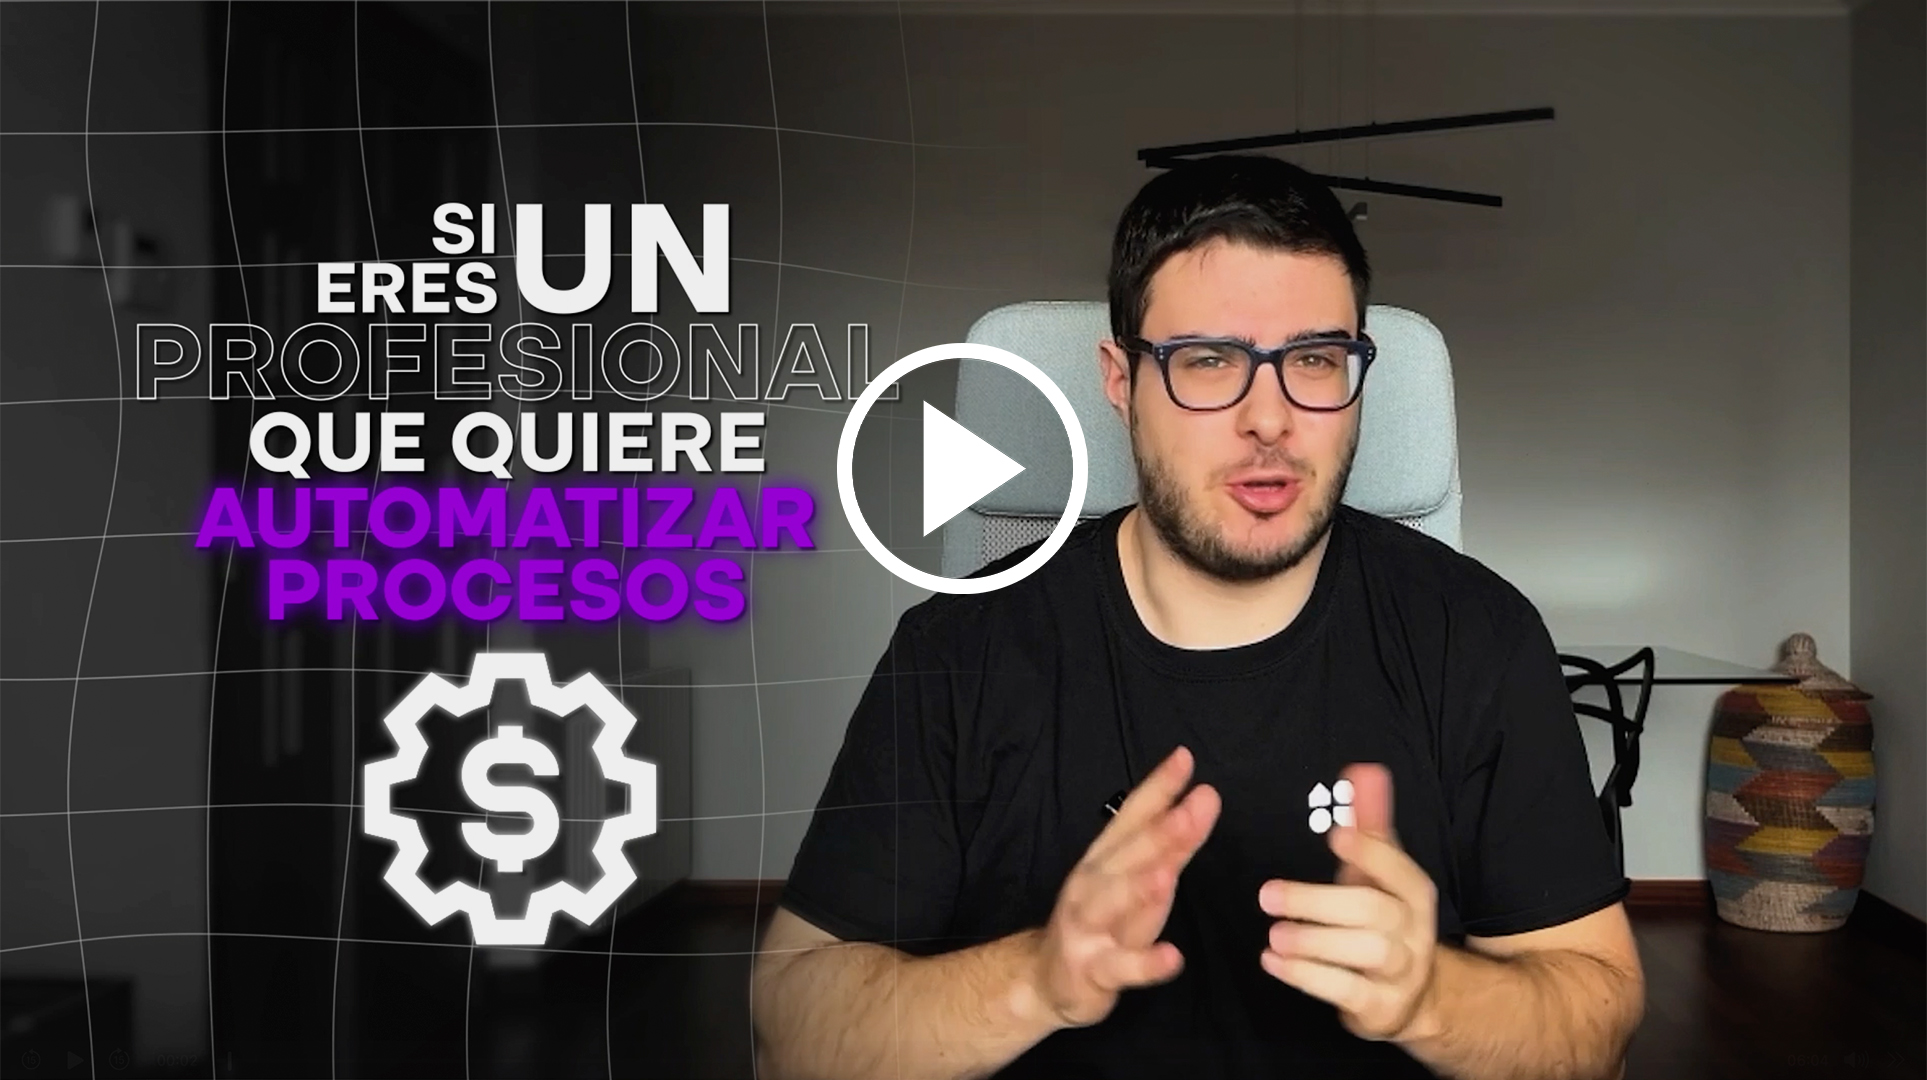 SI
ERES UN
PROFESIONAL
QUE QUIERE
AUTOMATIZAR
PROCESOS
$